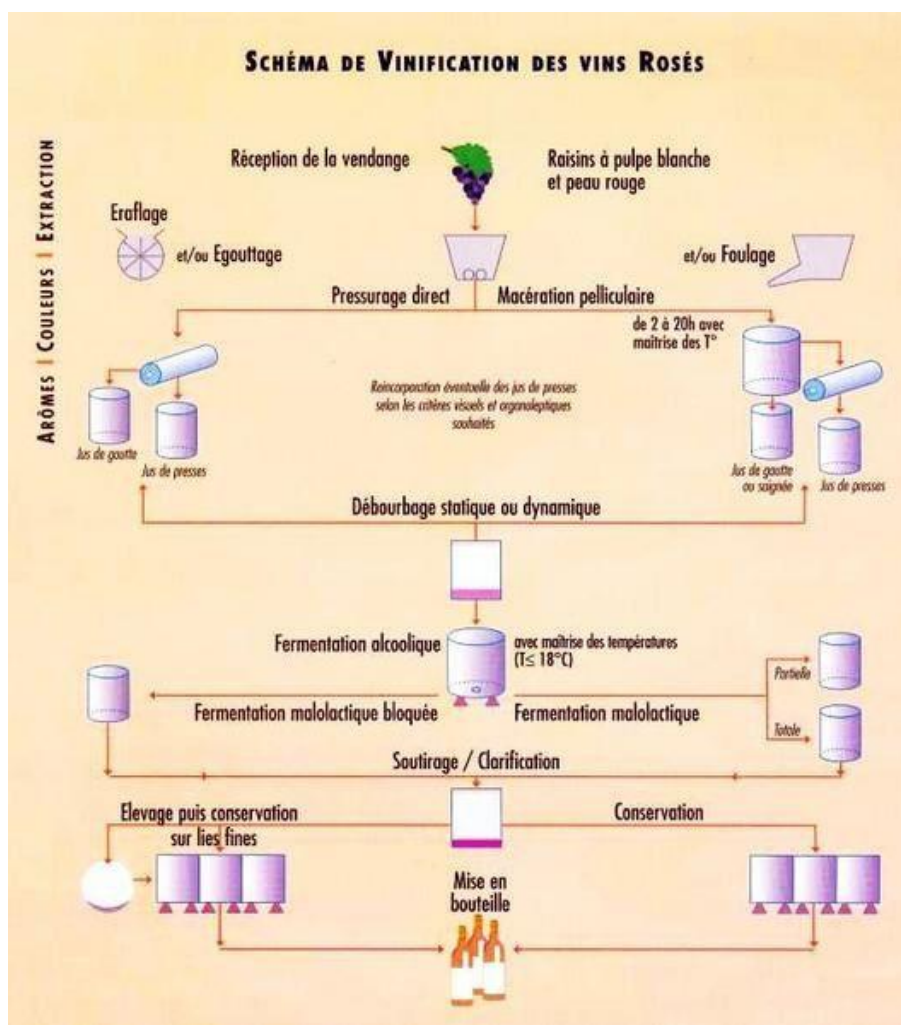 SCHÉMA DE VINIFICATION DES VINS ROSÉS
ARÔMES | COULEURS | EXTRACTION
Réception de la vendange
Raisins à pulpe blanche
et peau rouge
Eraflage
et/ou Egouttage
et/ou Foulage
Pressurage direct
Macération pelliculaire
de 2 à 20h avec
maîtrise des T°
Reincorporation éventuelle des jus de presses
selon les critères visuels et organoleptiques
souhaités
Jus de goutte
Jus de presses
Jus de goutte
ou saignée
Jus de presses
Débourbage statique ou dynamique
Fermentation alcoolique
avec maîtrise des températures
(T≤ 18°C)
Partielle
Fermentation malolactique bloquée
Fermentation malolactique
Totale
Soutirage / Clarification
Elevage puis conservation
sur lies fines
Conservation
Mise en
bouteille